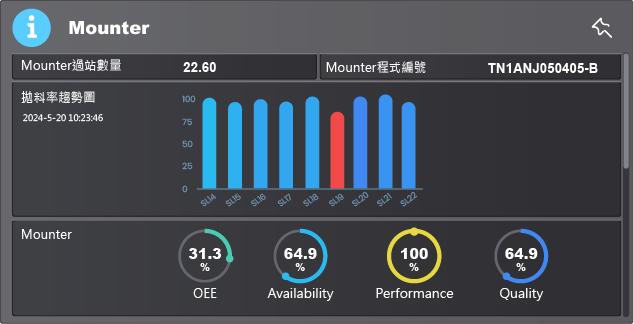 i Mounter
Mounter過站數量 22.60 Mounter程式編號 TN1ANJ050405-B
拋料率趨勢圖
2024-5-20 10:23:46
100
75
50
25
0
SL14 SL15 SL16 SL17 SL18 SL19 SL20 SL21 SL22
Mounter
31.3 % 64.9 % 100 % 64.9 %
OEE Availability Performance Quality